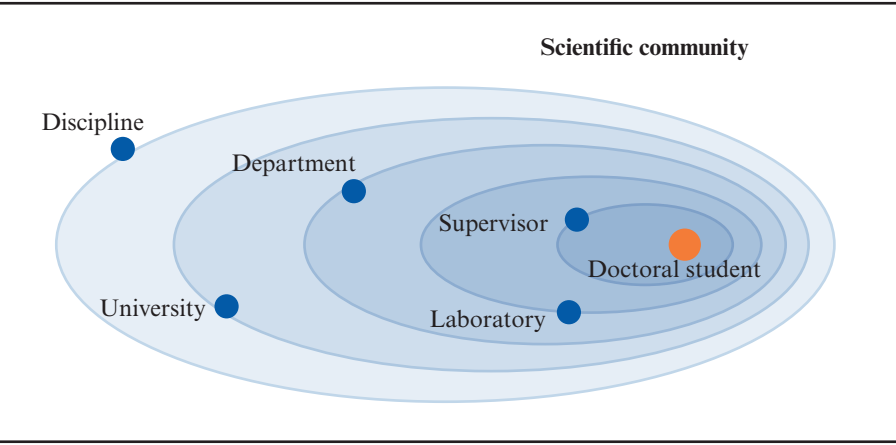 Scientific community
Discipline
Department
Supervisor
Doctoral student
University
Laboratory